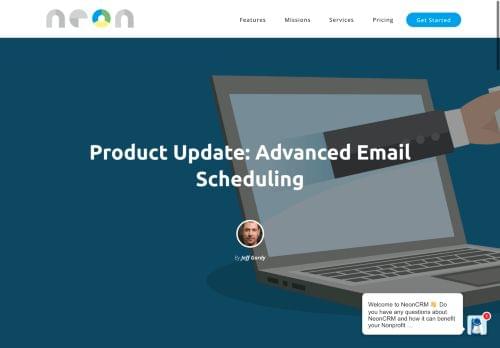 neon
Features Missions Services Pricing Get Started
Product Update: Advanced Email
Scheduling
By Jeff Gordy
Welcome to NeonCRM 👋 Do
you have any questions about
NeonCRM and how it can benefit
your Nonprofit ...
1